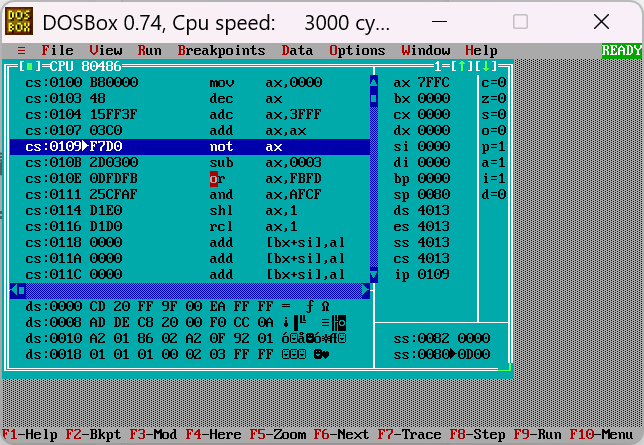 DOS BOX DOSBox 0.74, Cpu speed: 3000 cy...
≡ File View Run Breakpoints Data Options Window Help READY
[■]=CPU 80486 1=[↑][↓]
cs:0100 B80000 mov ax,0000 ax 7FFC c=0
cs:0103 48 dec ax bx 0000 z=0
cs:0104 15FF3F adc ax,3FFF cx 0000 s=0
cs:0107 03C0 add ax,ax dx 0000 o=0
cs:0109►F7D0 not ax si 0000 p=1
cs:010B 2D0300 sub ax,0003 di 0000 a=1
cs:010E 0DFDFB or ax,FBFD bp 0000 i=1
cs:0111 25CFAF and ax,AFCF sp 0080 d=0
cs:0114 D1E0 shl ax,1 ds 4013
cs:0116 D1D0 rcl ax,1 es 4013
cs:0118 0000 add [bx+si],al ss 4013
cs:011A 0000 add [bx+si],al cs 4013
cs:011C 0000 add [bx+si],al ip 0109
ds:0000 CD 20 FF 9F 00 EA FF FF = ƒ Ω
ds:0008 AD DE C8 20 00 F0 CC 0A ¡▐╚ ≡╠◙
ds:0010 A2 01 86 02 A2 0F 92 01 ó☺å☻ó☼Æ☺ ss:0082 0000
ds:0018 01 01 01 00 02 03 FF FF ☺☺☺ ☻♥ ss:0080►0D00
F1-Help F2-Bkpt F3-Mod F4-Here F5-Zoom F6-Next F7-Trace F8-Step F9-Run F10-Menu